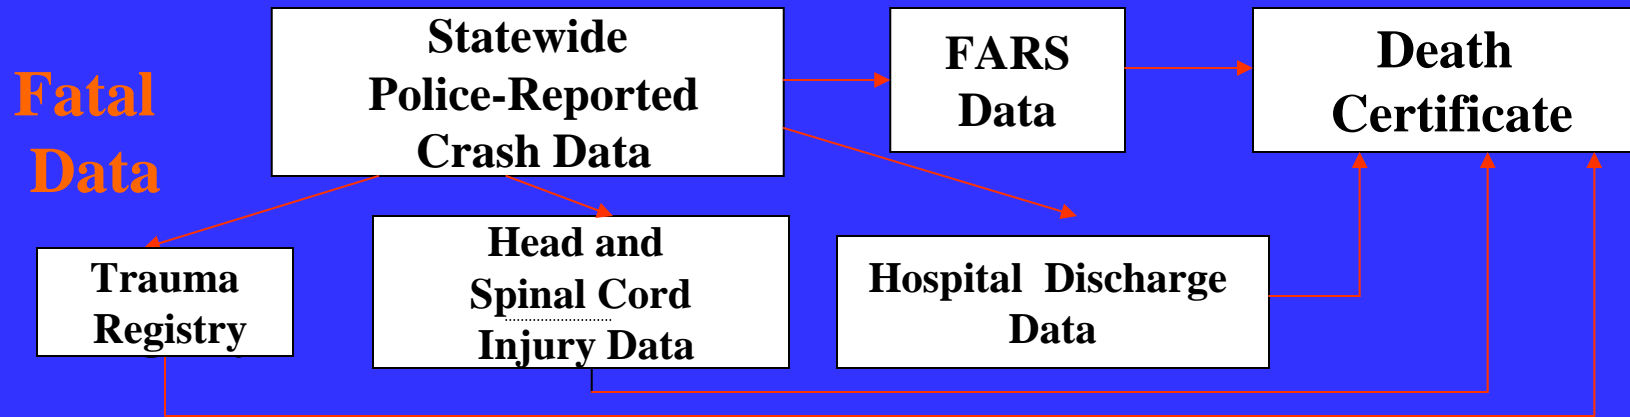 Fatal
Data
Statewide
Police-Reported
Crash Data
FARS
Data
Death
Certificate
Trauma
Registry
Head and
Spinal Cord
Injury Data
Hospital Discharge
Data